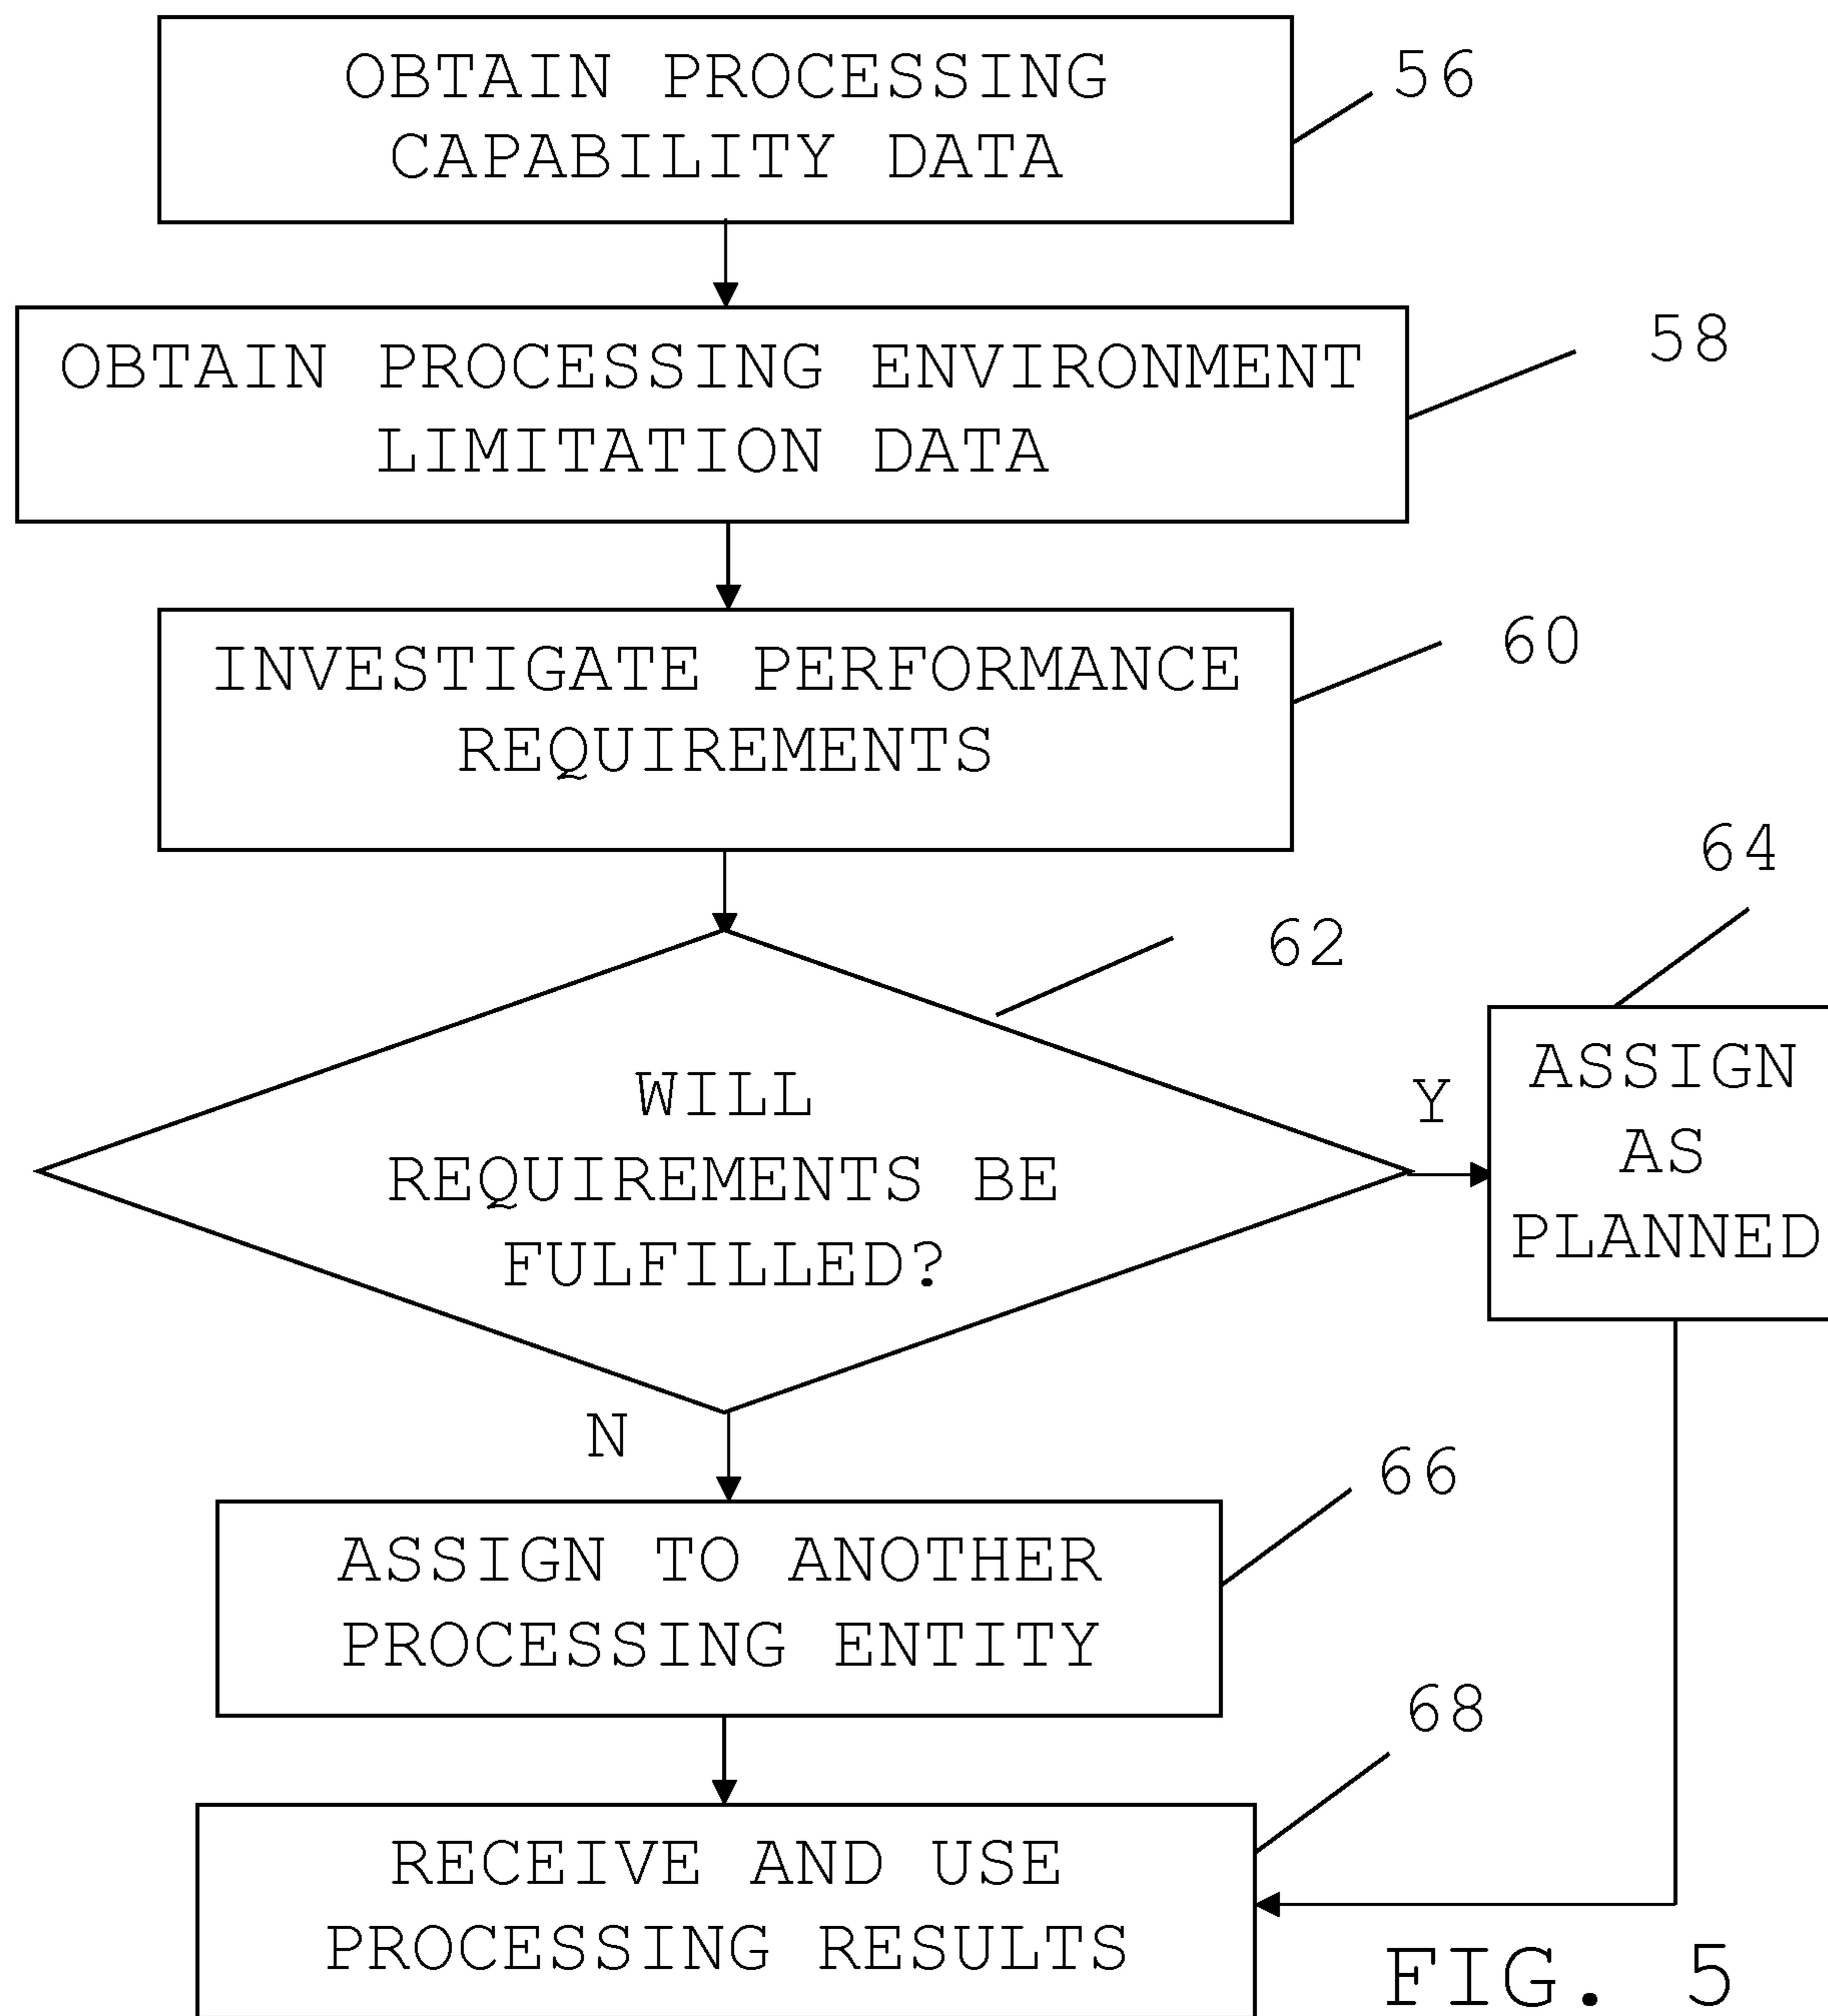 OBTAIN PROCESSING
CAPABILITY DATA
56
OBTAIN PROCESSING ENVIRONMENT
LIMITATION DATA
58
INVESTIGATE PERFORMANCE
REQUIREMENTS
60
WILL
REQUIREMENTS BE
FULFILLED?
62
Y
64
ASSIGN
AS
PLANNED
N
ASSIGN TO ANOTHER
PROCESSING ENTITY
66
RECEIVE AND USE
PROCESSING RESULTS
68
FIG. 5